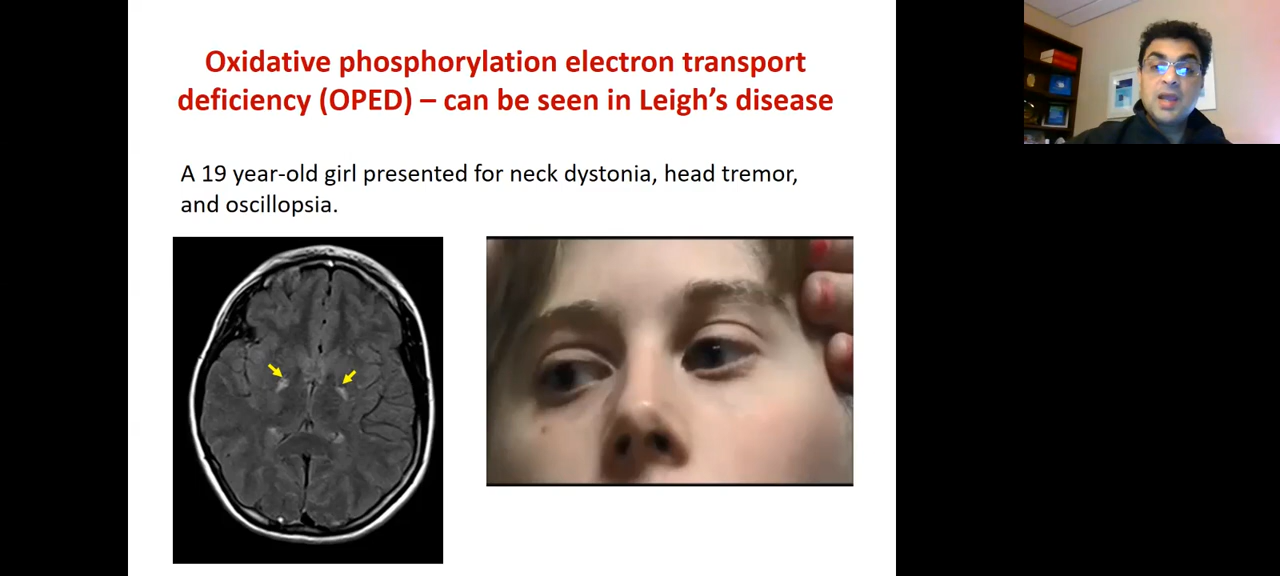 Oxidative phosphorylation electron transport
deficiency (OPED) – can be seen in Leigh’s disease
A 19 year-old girl presented for neck dystonia, head tremor,
and oscillopsia.